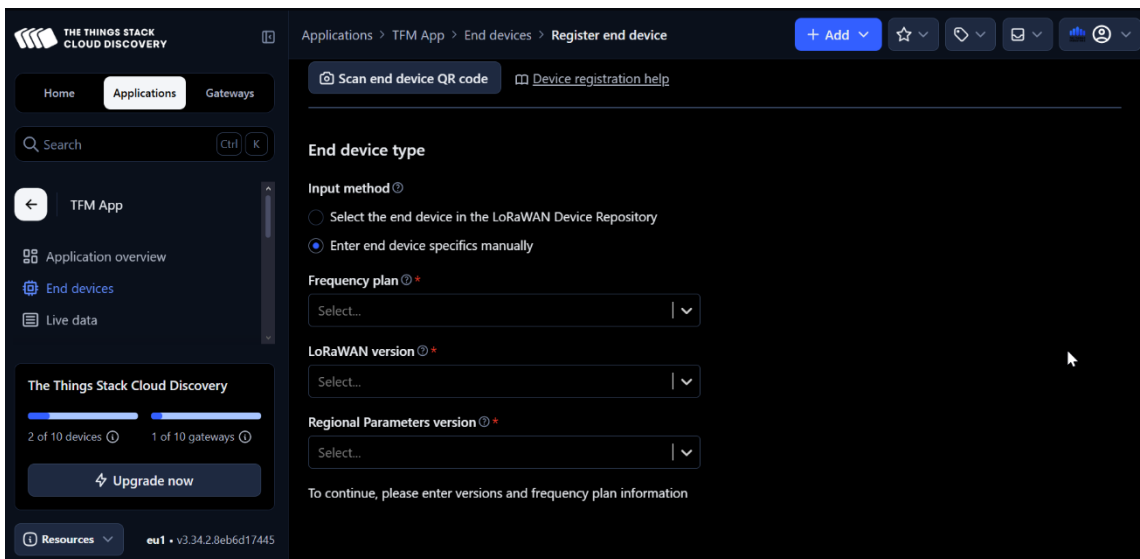 THE THINGS STACK
CLOUD DISCOVERY
Applications > TFM App > End devices > Register end device
+ Add
Home
Applications
Gateways
Scan end device QR code
Device registration help
Search
Ctrl
K
End device type
Input method
TFM App
Select the end device in the LoRaWAN Device Repository
Enter end device specifics manually
Application overview
End devices
Live data
Frequency plan *
Select...
LoRaWAN version *
Select...
The Things Stack Cloud Discovery
2 of 10 devices
1 of 10 gateways
Upgrade now
Regional Parameters version *
Select...
To continue, please enter versions and frequency plan information
Resources
eu1 • v3.34.2.8eb6d17445